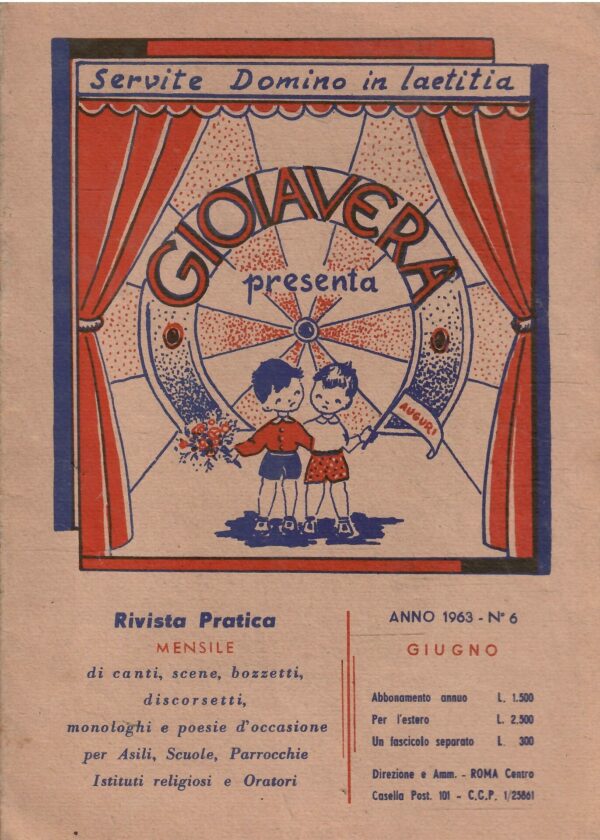 Servite Domino in laetitia
GIOIAVERA
presenta
AUGURI
Rivista Pratica
MENSILE
di canti, scene, bozzetti,
discorsetti,
monologhi e poesie d'occasione
per Asili, Scuole, Parrocchie
Istituti religiosi e Oratori
ANNO 1963 - N° 6
GIUGNO
Abbonamento annuo L. 1.500
Per l'estero L. 2.500
Un fascicolo separato L. 300
Direzione e Amm. - ROMA Centro
Casella Post. 101 - C.C.P. 1/25861